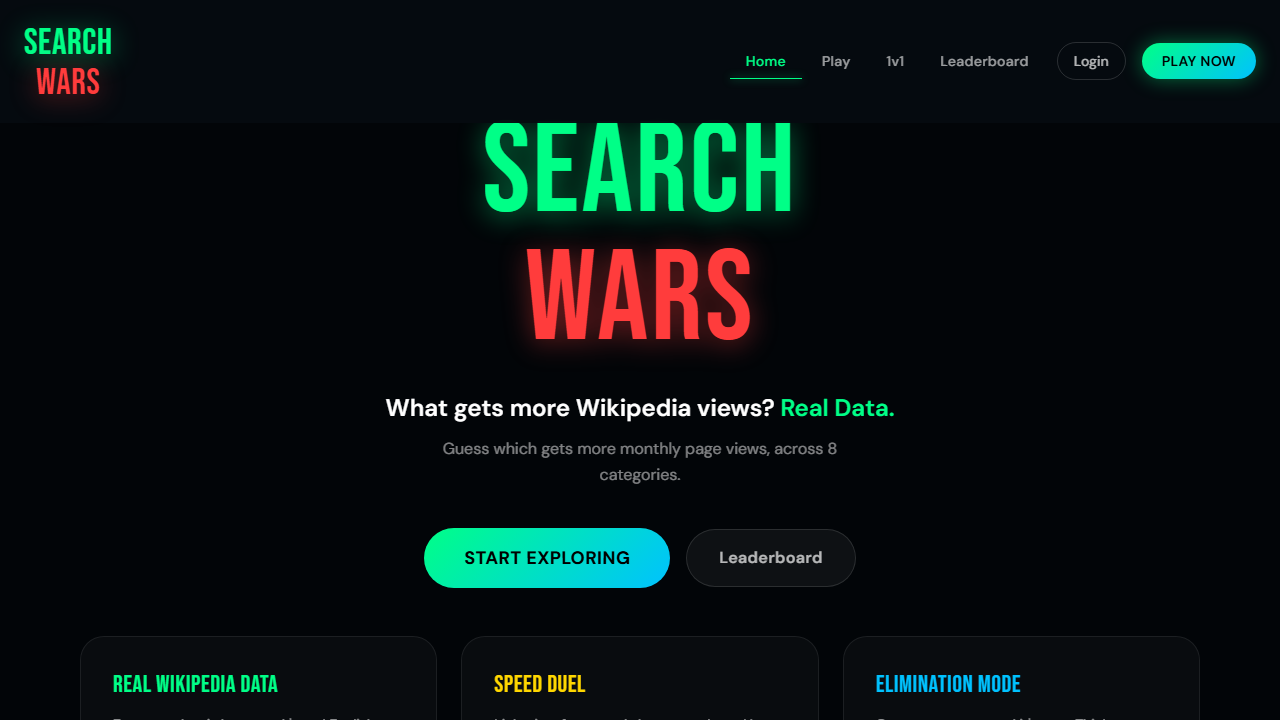 SEARCH
WARS
Home Play 1v1 Leaderboard Login PLAY NOW
SEARCH
WARS
What gets more Wikipedia views? Real Data.
Guess which gets more monthly page views, across 8
categories.
START EXPLORING Leaderboard
REAL WIKIPEDIA DATA SPEED DUEL ELIMINATION MODE